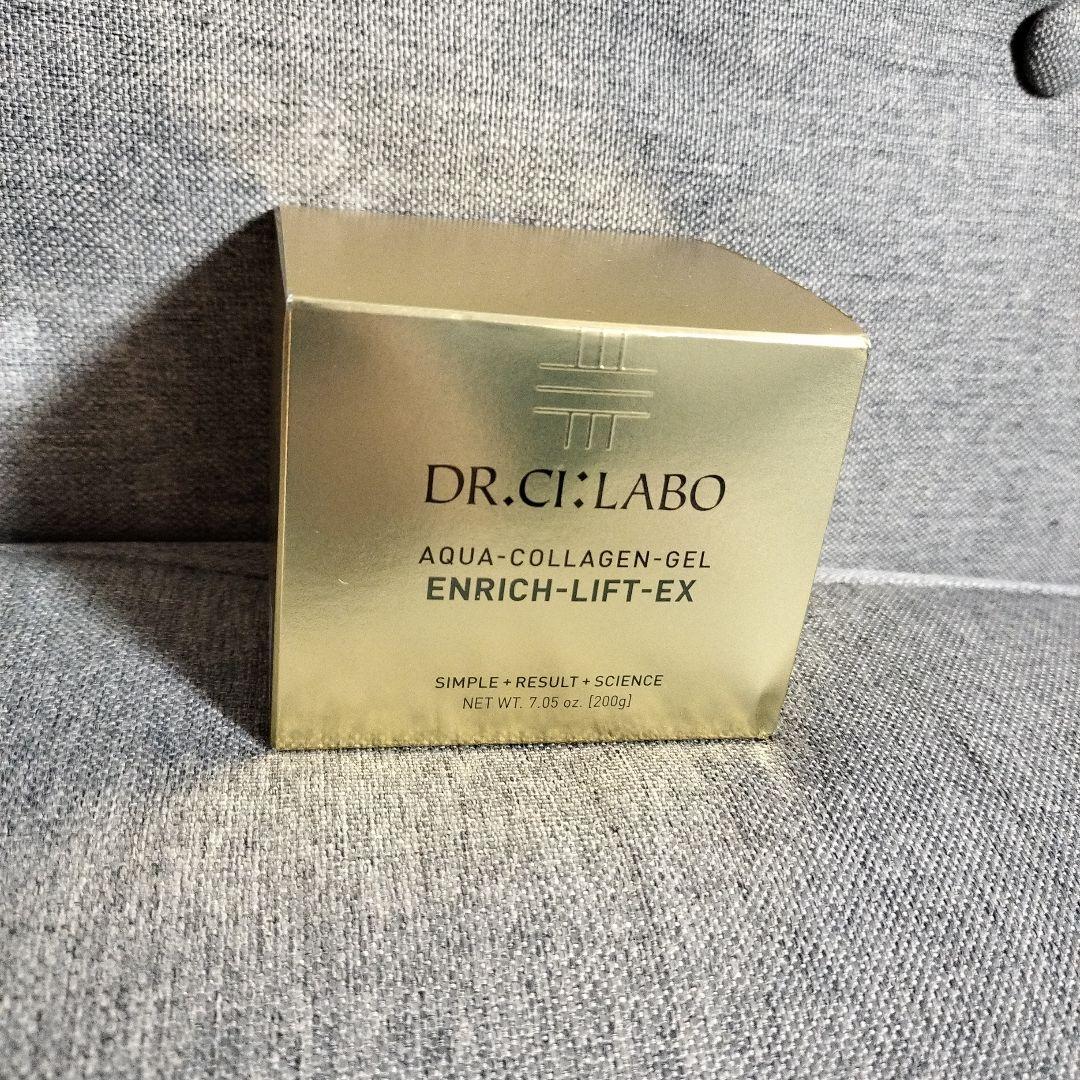 DR.CI:LABO
AQUA-COLLAGEN-GEL
ENRICH-LIFT-EX
SIMPLE + RESULT + SCIENCE
NET WT. 7.05 oz. [200g]